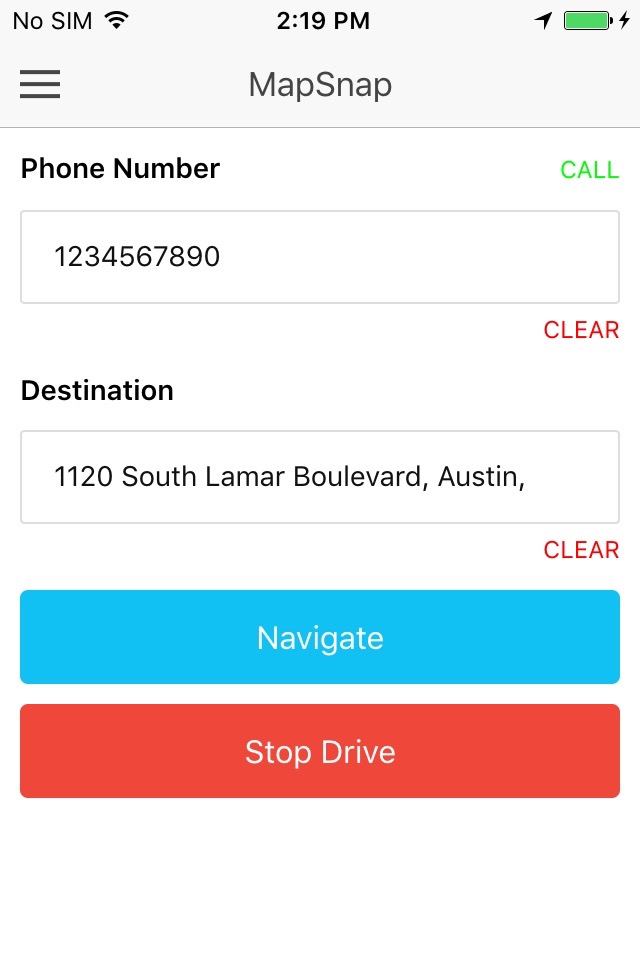 No SIM 2:19 PM
MapSnap
Phone Number CALL
1234567890
CLEAR
Destination
1120 South Lamar Boulevard, Austin,
CLEAR
Navigate
Stop Drive